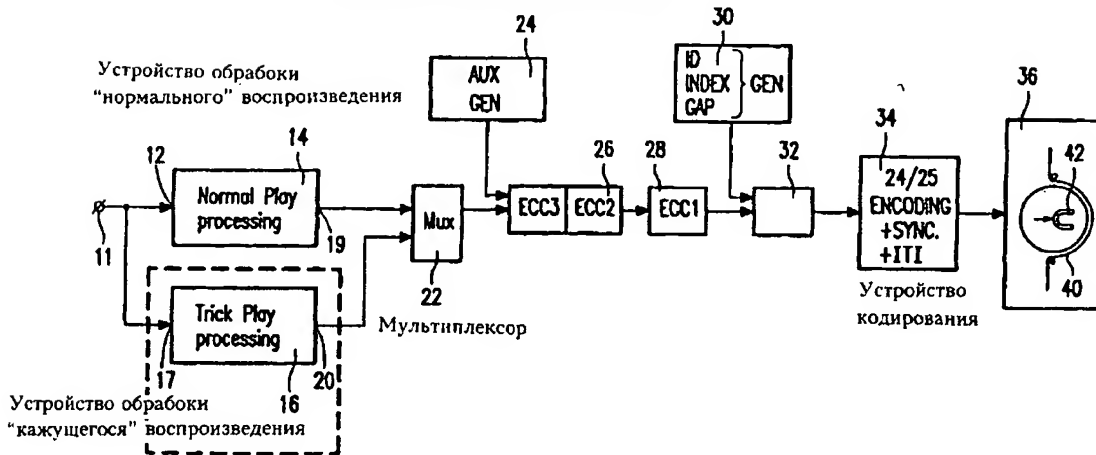 Устройство обрабоки
“нормального” воспроизведения
24
AUX
GEN
30
ID
INDEX
GAP
GEN
36
12
14
Normal Play
processing
11
19
Mux
22
26
ECC3
ECC2
28
ECC1
32
34
24/25
ENCODING
+SYNC.
+ITI
42
40
Trick Play
processing
17
16
20
Мультиплексор
Устройство
кодирования
Устройство обрабоки
“кажущегося” воспроизведения